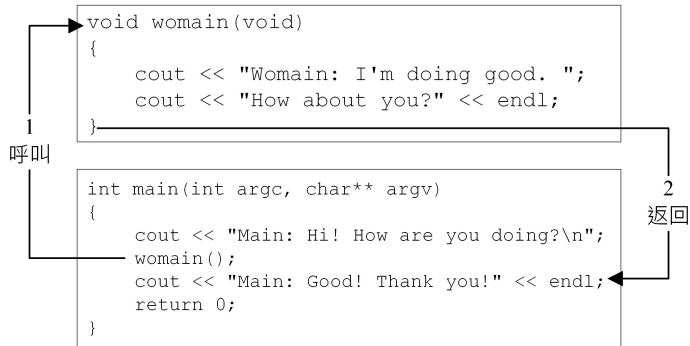 void womain(void)
{
    cout << "Womain: I'm doing good. ";
    cout << "How about you?" << endl;
}
1
呼叫
2
返回
int main(int argc, char** argv)
{
    cout << "Main: Hi! How are you doing?\n";
    womain();
    cout << "Main: Good! Thank you!" << endl;
    return 0;
}